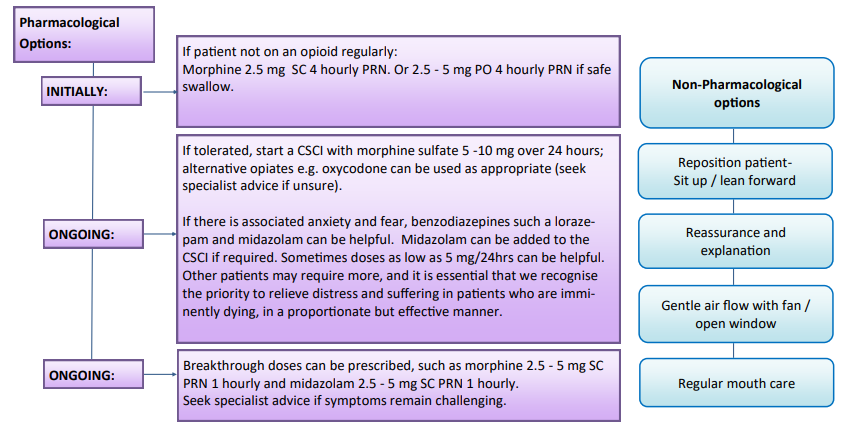 Pharmacological
Options:
INITIALLY:
If patient not on an opioid regularly:
Morphine 2.5 mg  SC 4 hourly PRN. Or 2.5 - 5 mg PO 4 hourly PRN if safe
swallow.
ONGOING:
If tolerated, start a CSCI with morphine sulfate 5 -10 mg over 24 hours;
alternative opiates e.g. oxycodone can be used as appropriate (seek
specialist advice if unsure).
If there is associated anxiety and fear, benzodiazepines such a loraze-
pam and midazolam can be helpful.  Midazolam can be added to the
CSCI if required. Sometimes doses as low as 5 mg/24hrs can be helpful.
Other patients may require more, and it is essential that we recognise
the priority to relieve distress and suffering in patients who are immi-
nently dying, in a proportionate but effective manner.
ONGOING:
Breakthrough doses can be prescribed, such as morphine 2.5 - 5 mg SC
PRN 1 hourly and midazolam 2.5 - 5 mg SC PRN 1 hourly.
Seek specialist advice if symptoms remain challenging.
Non-Pharmacological
options
Reposition patient-
Sit up / lean forward
Reassurance and
explanation
Gentle air flow with fan /
open window
Regular mouth care